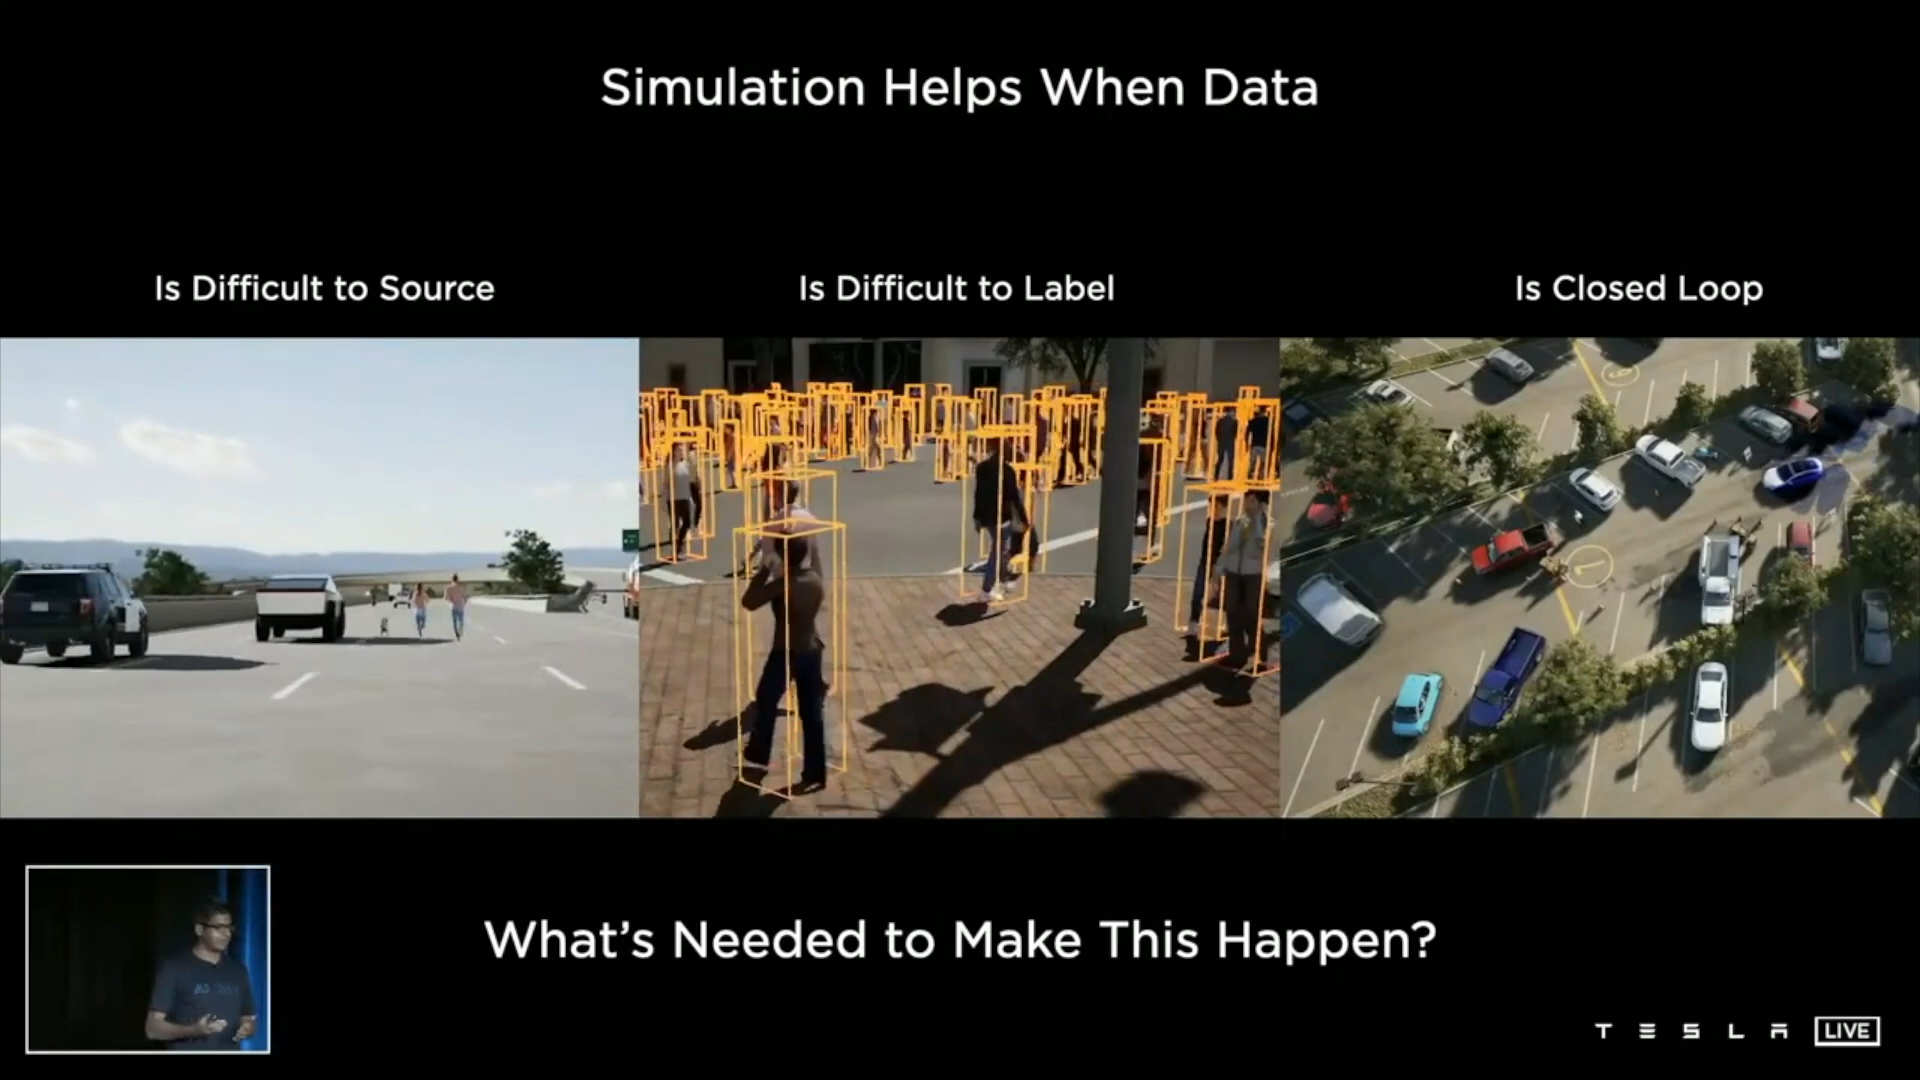 Simulation Helps When Data
Is Difficult to Source
Is Difficult to Label
Is Closed Loop
What's Needed to Make This Happen?
TESLA LIVE